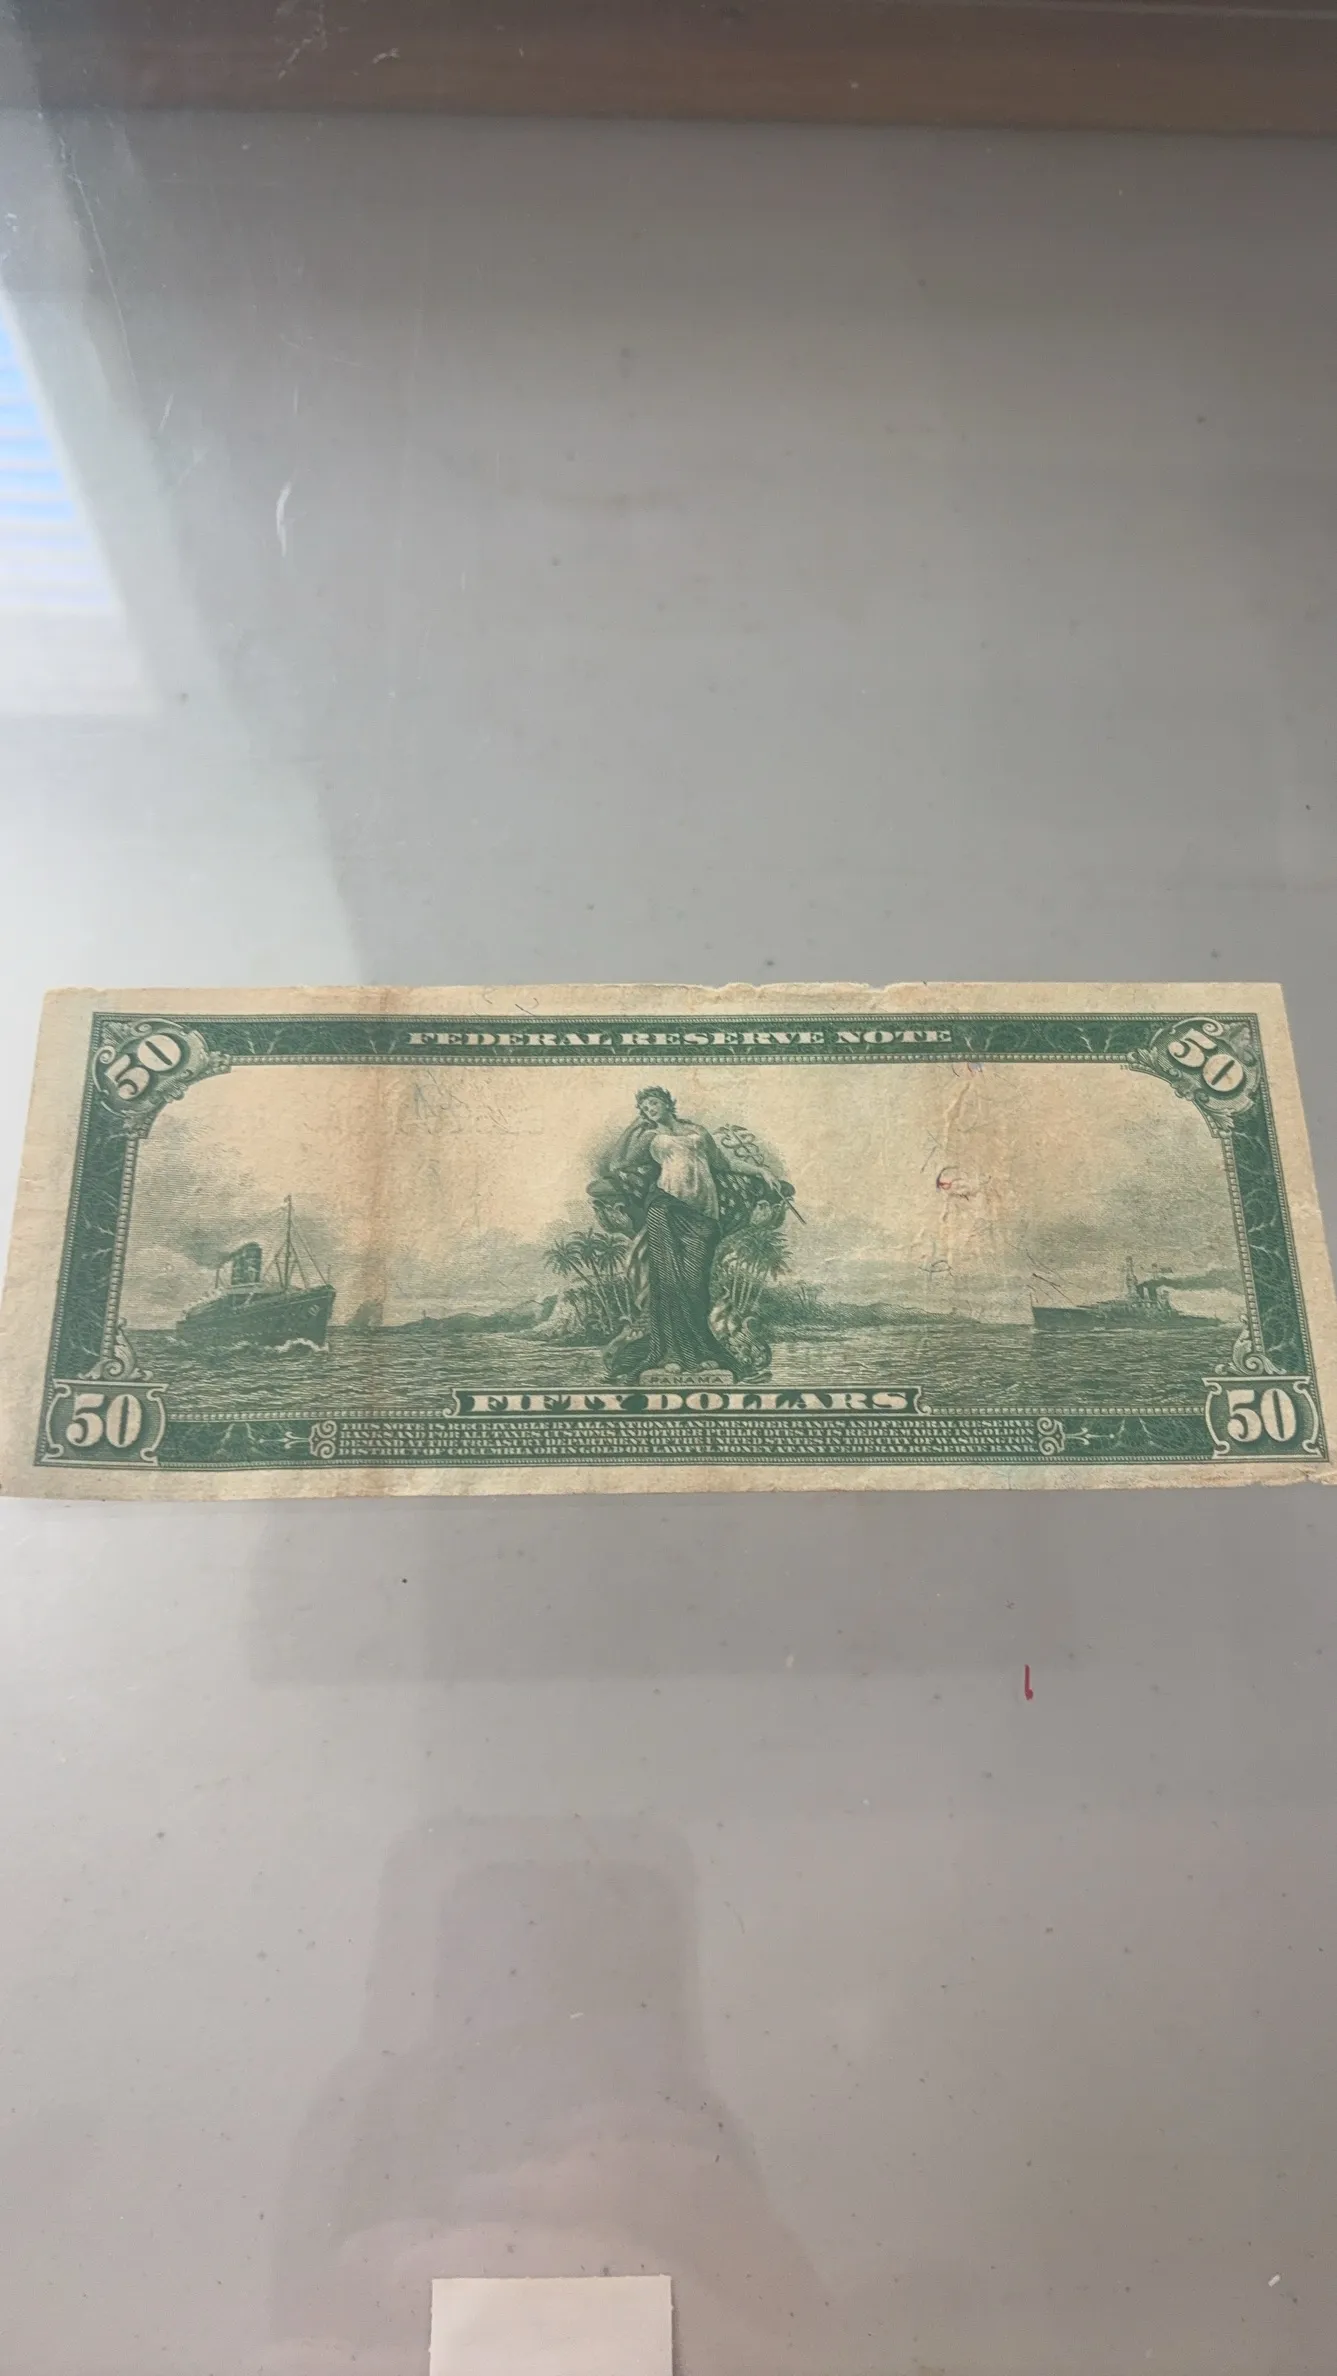 FEDERAL RESERVE NOTE
50
50
PANAMA
FIFTY DOLLARS
50
50
THIS NOTE IS RECEIVABLE BY ALL NATIONAL AND MEMBER BANKS AND FEDERAL RESERVE
BANKS AND FOR ALL TAXES, CUSTOMS AND OTHER PUBLIC DUES. IT IS REDEEMABLE IN GOLD ON
DEMAND AT THE TREASURY DEPARTMENT OF THE UNITED STATES IN THE CITY OF WASHINGTON,
DISTRICT OF COLUMBIA OR IN GOLD OR LAWFUL MONEY AT ANY FEDERAL RESERVE BANK.